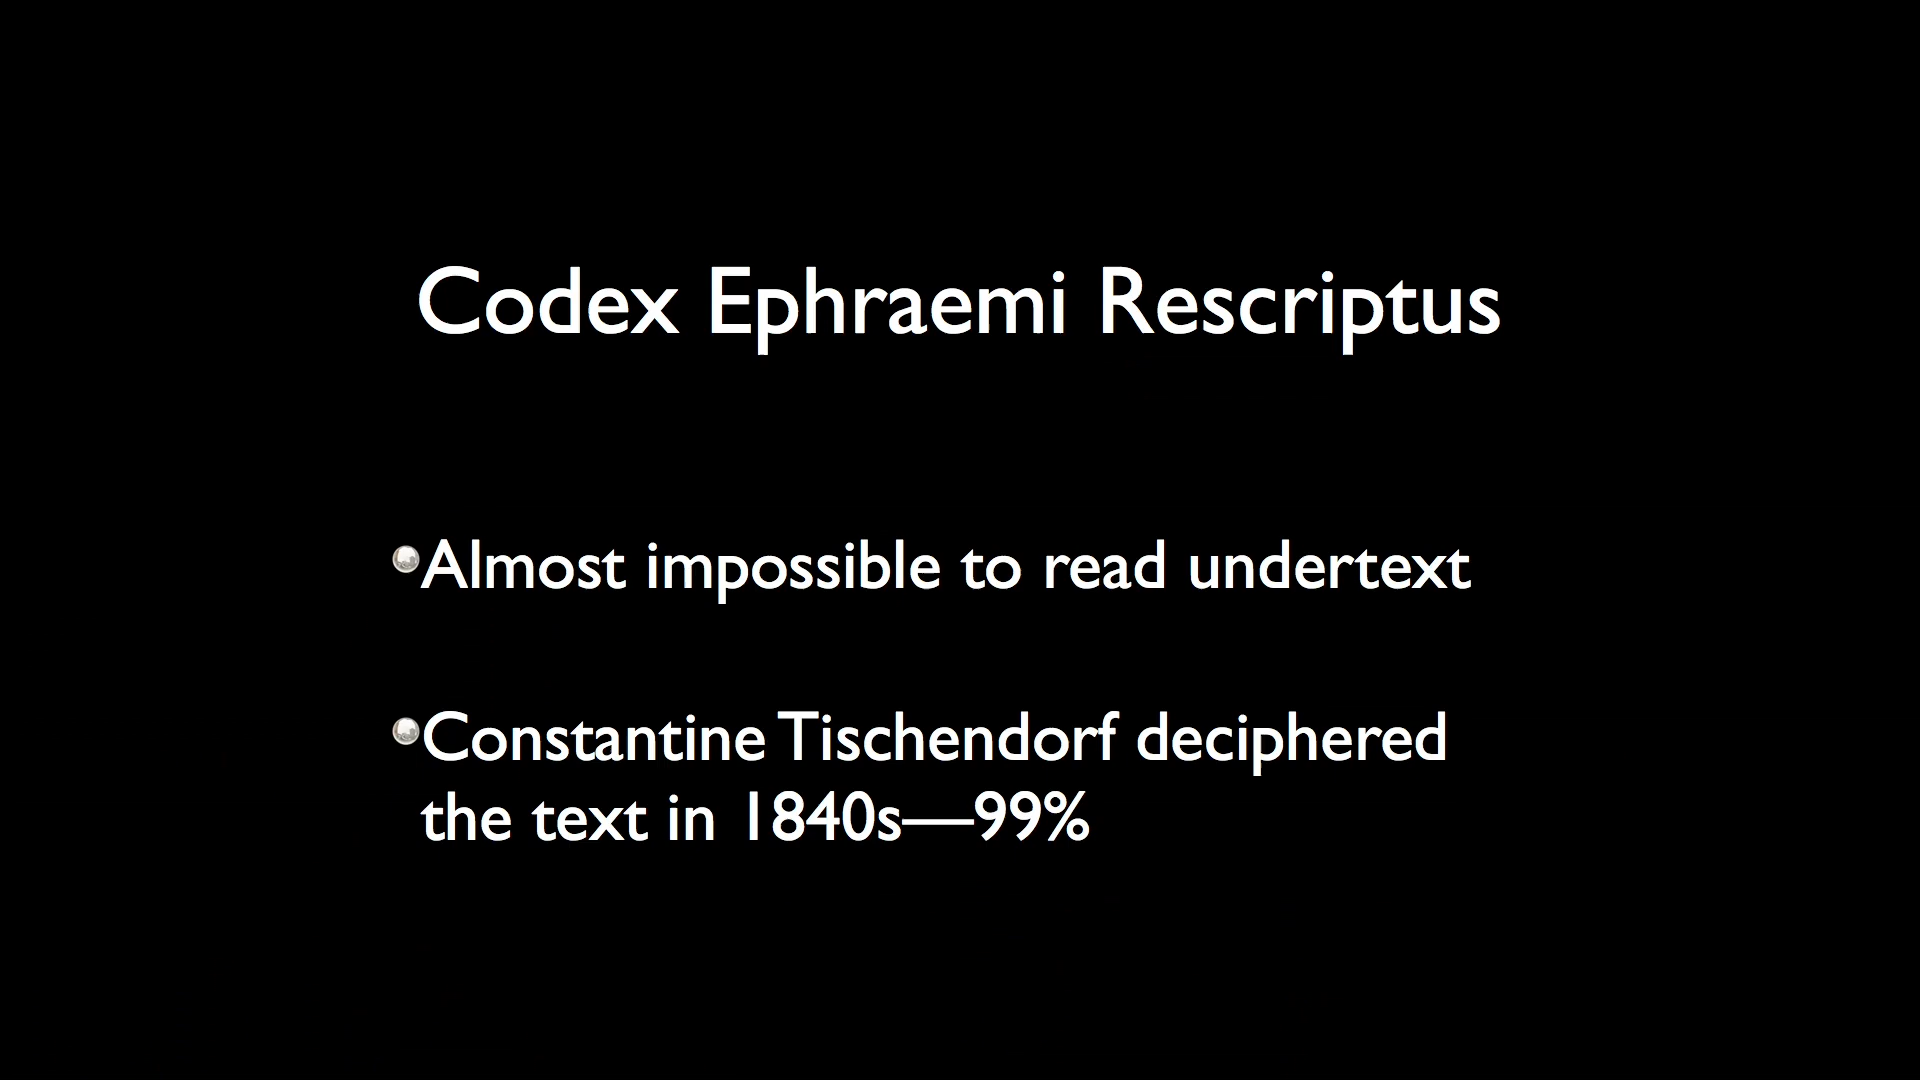 Codex Ephraemi Rescriptus
Almost impossible to read undertext
Constantine Tischendorf deciphered
the text in 1840s—99%